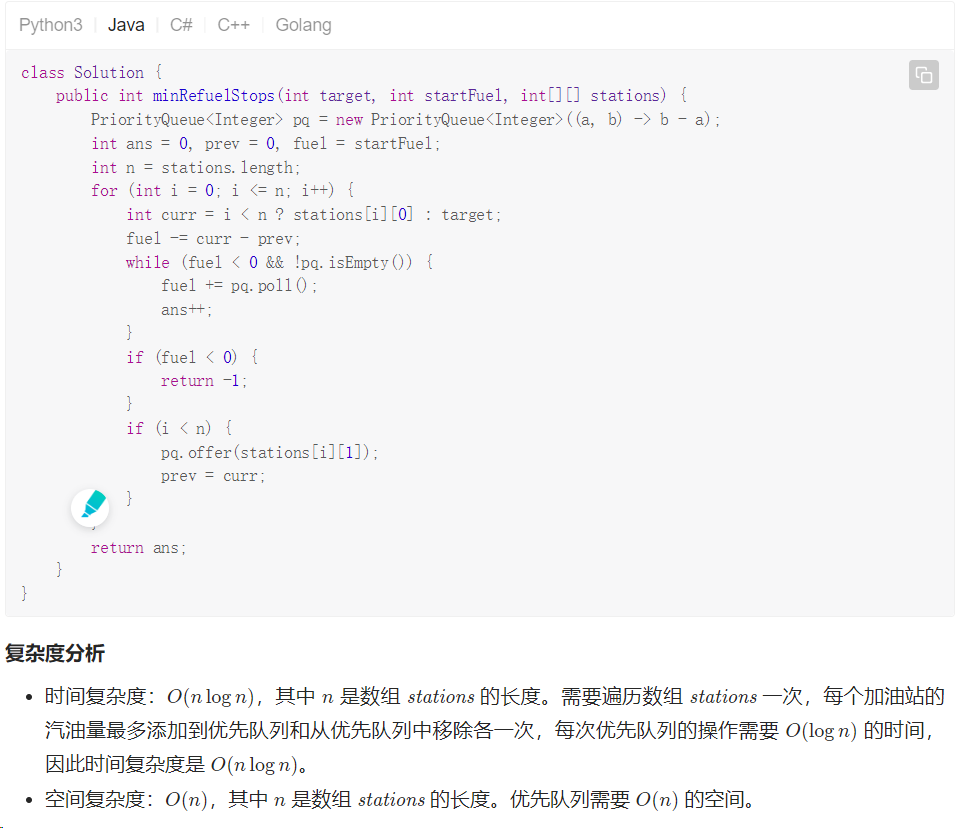 Python3 Java C# C++ Golang
class Solution {
    public int minRefuelStops(int target, int startFuel, int[][] stations) {
        PriorityQueue<Integer> pq = new PriorityQueue<Integer>((a, b) -> b - a);
        int ans = 0, prev = 0, fuel = startFuel;
        int n = stations.length;
        for (int i = 0; i <= n; i++) {
            int curr = i < n ? stations[i][0] : target;
            fuel -= curr - prev;
            while (fuel < 0 && !pq.isEmpty()) {
                fuel += pq.poll();
                ans++;
            }
            if (fuel < 0) {
                return -1;
            }
            if (i < n) {
                pq.offer(stations[i][1]);
                prev = curr;
            }
        }
        return ans;
    }
}
复杂度分析
• 时间复杂度：O(n log n)，其中 n 是数组 stations 的长度。需要遍历数组 stations 一次，每个加油站的
汽油量最多添加到优先队列和从优先队列中移除各一次，每次优先队列的操作需要 O(log n) 的时间，
因此时间复杂度是 O(n log n)。
• 空间复杂度：O(n)，其中 n 是数组 stations 的长度。优先队列需要 O(n) 的空间。